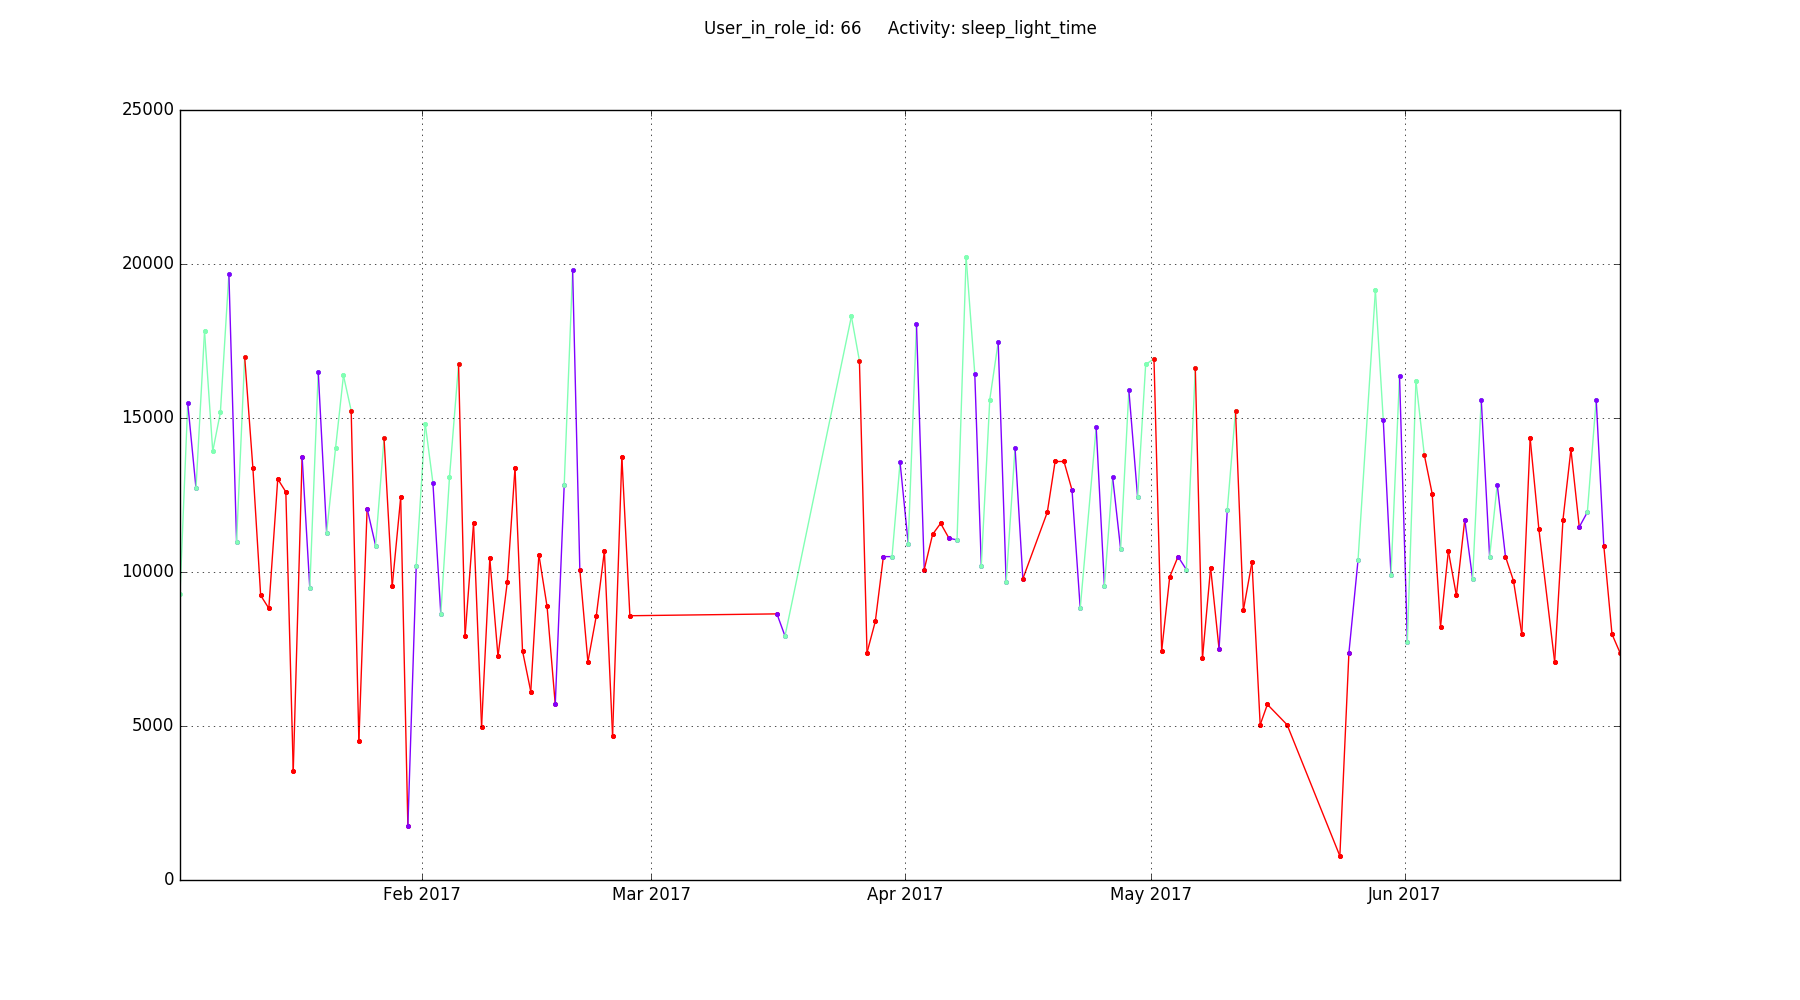 User_in_role_id: 66     Activity: sleep_light_time
25000
20000
15000
10000
5000
0
Feb 2017
Mar 2017
Apr 2017
May 2017
Jun 2017